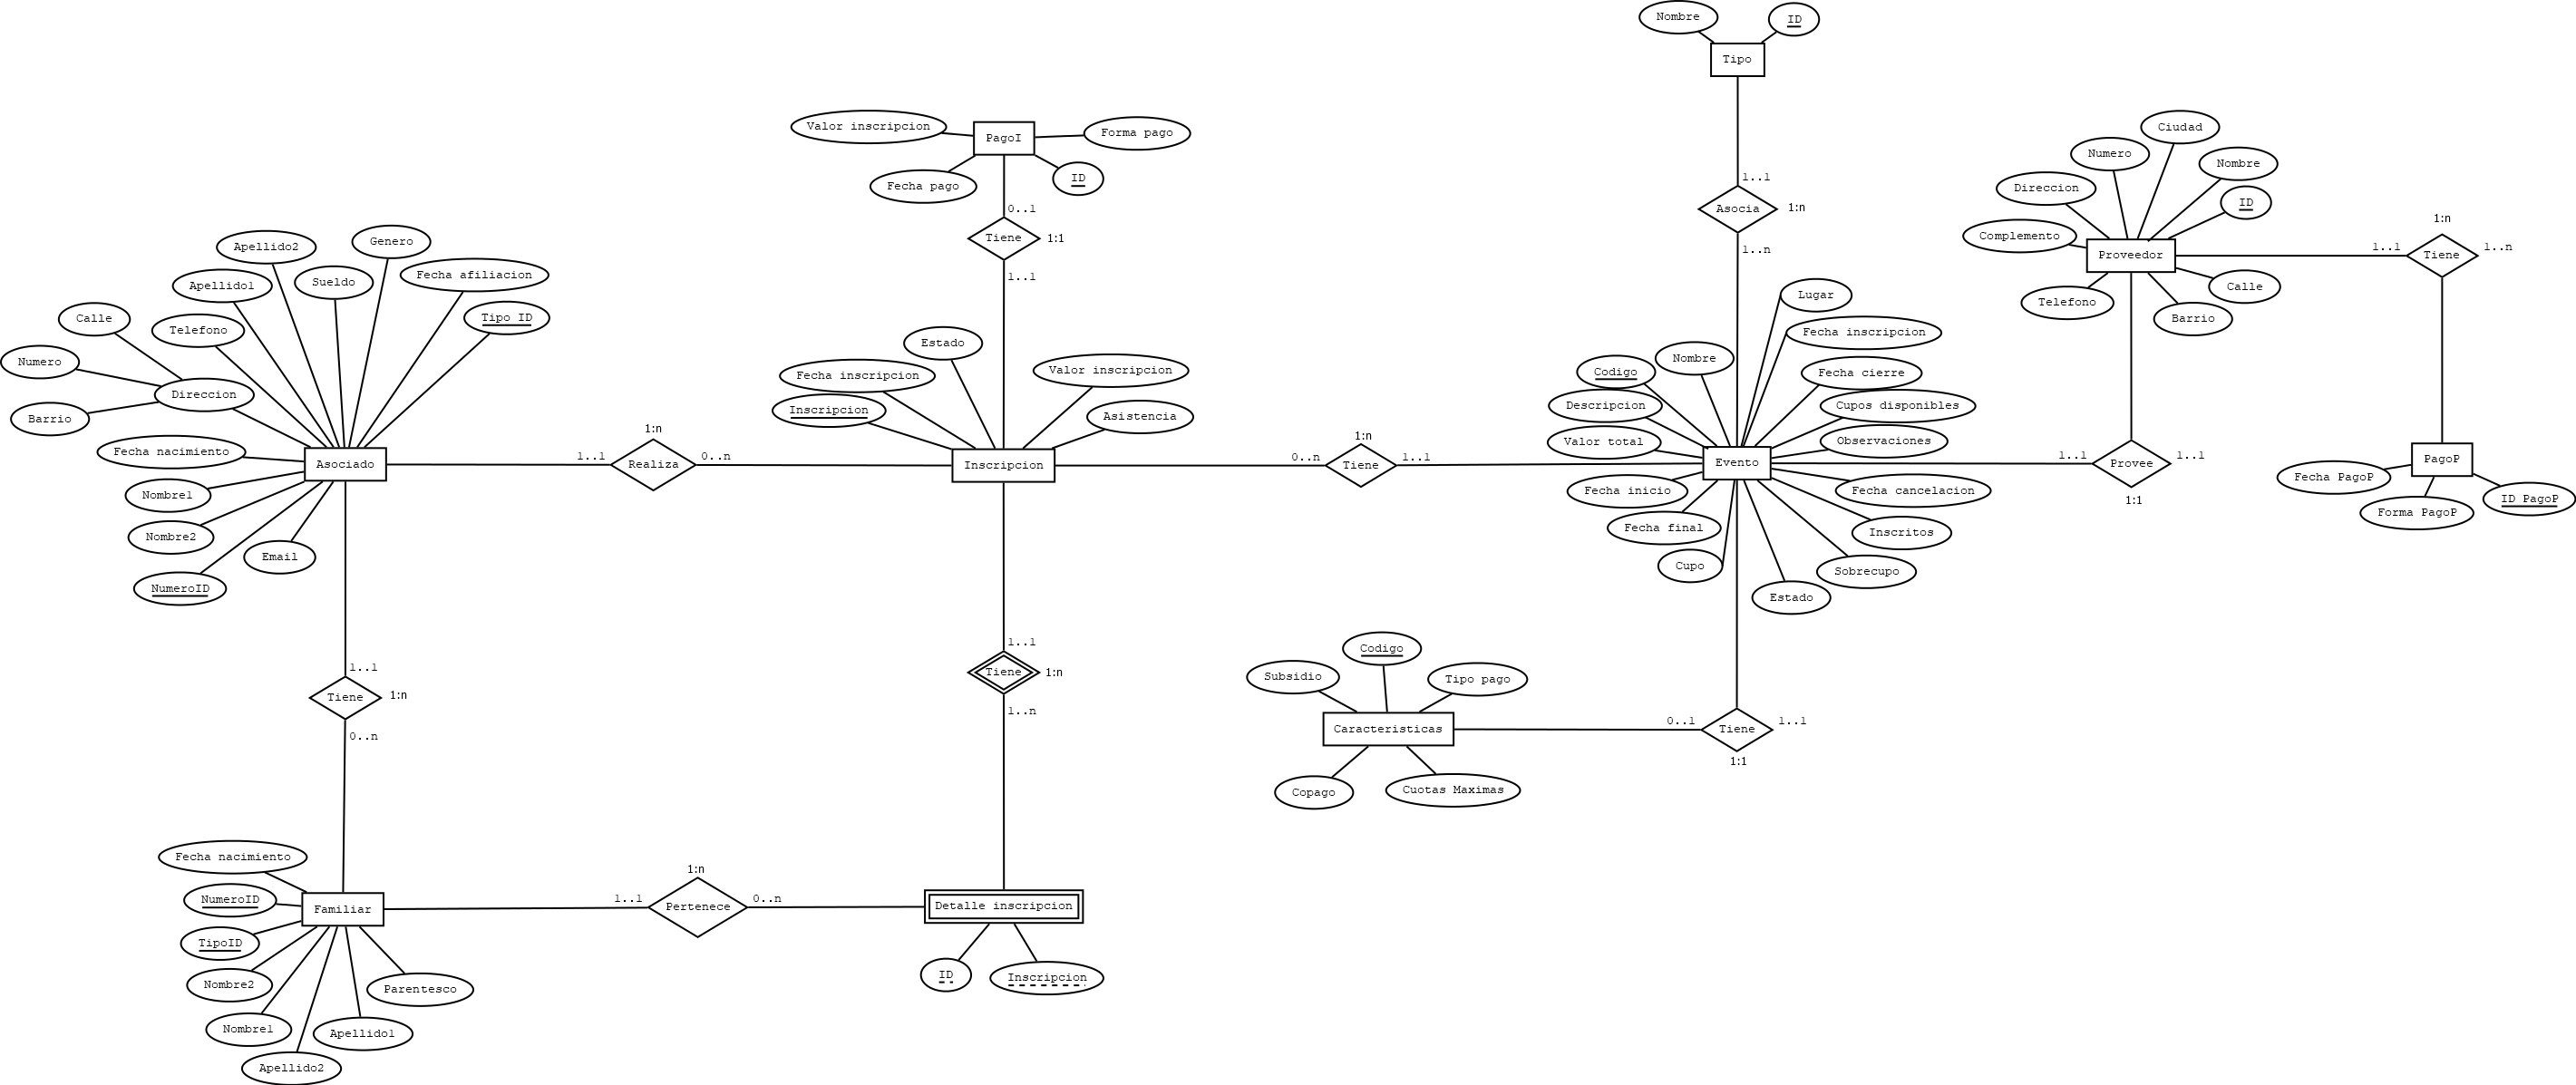 Nombre
ID
Tipo
1..1
Asocia
1:n
1..n
Valor inscripcion
PagoI
Forma pago
Fecha pago
ID
0..1
Tiene
1:1
1..1
Ciudad
Numero
Nombre
Direccion
ID
Complemento
Proveedor
Telefono
Calle
Barrio
1..1
1:n
Tiene
1..n
Apellido2
Genero
Apellido1
Sueldo
Fecha afiliacion
Calle
Telefono
Tipo ID
Numero
Direccion
Barrio
Fecha nacimiento
Asociado
Nombre1
Nombre2
Email
NumeroID
1..1
1:n
Realiza
0..n
Estado
Fecha inscripcion
Valor inscripcion
Inscripcion
Asistencia
Inscripcion
0..n
1:n
Tiene
1..1
Lugar
Fecha inscripcion
Nombre
Codigo
Fecha cierre
Descripcion
Cupos disponibles
Valor total
Observaciones
Evento
Fecha inicio
Fecha cancelacion
Fecha final
Inscritos
Cupo
Sobrecupo
Estado
1..1
Provee
1..1
1:1
PagoP
Fecha PagoP
Forma PagoP
ID PagoP
1..1
Tiene
1:n
0..n
1..1
Tiene
1:n
1..n
Codigo
Subsidio
Tipo pago
Caracteristicas
Copago
Cuotas Maximas
0..1
Tiene
1..1
1:1
Fecha nacimiento
NumeroID
Familiar
TipoID
Nombre2
Parentesco
Nombre1
Apellido1
Apellido2
1..1
1:n
Pertenece
0..n
Detalle inscripcion
ID
Inscripcion